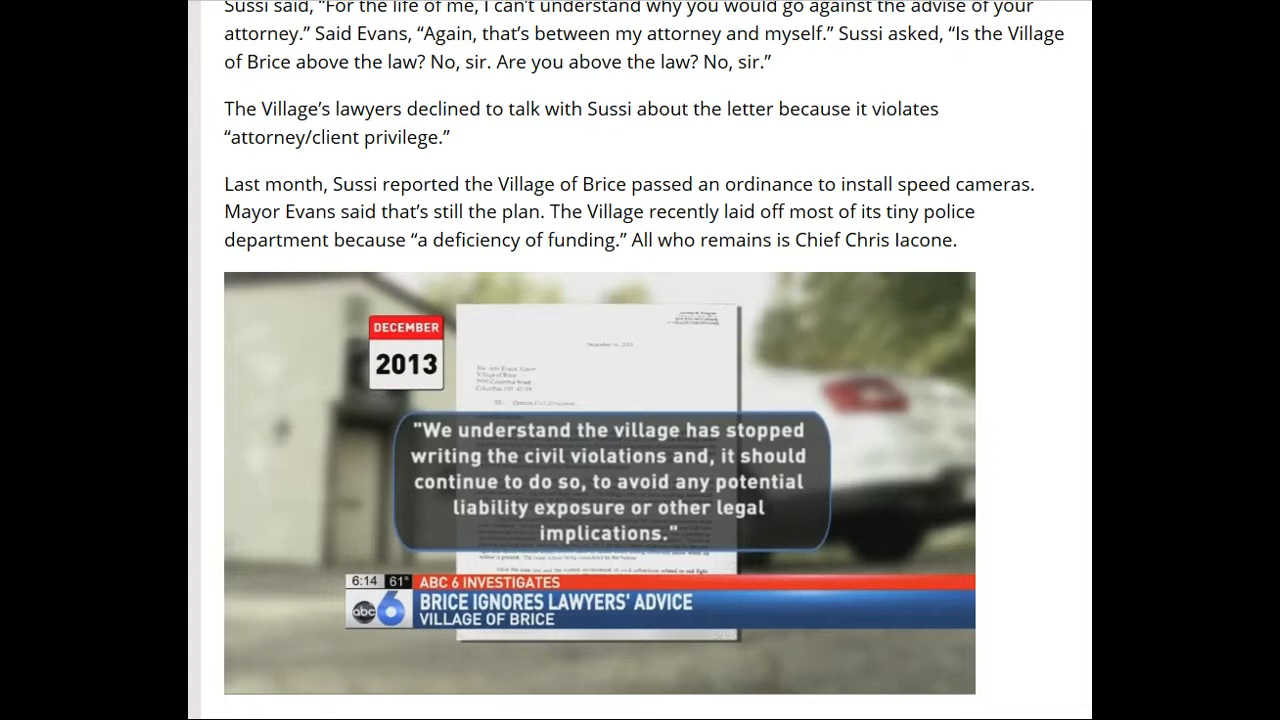 Sussi said, “For the life of me, I can’t understand why you would go against the advise of your
attorney.” Said Evans, “Again, that’s between my attorney and myself.” Sussi asked, “Is the Village
of Brice above the law? No, sir. Are you above the law? No, sir.”
The Village’s lawyers declined to talk with Sussi about the letter because it violates
“attorney/client privilege.”
Last month, Sussi reported the Village of Brice passed an ordinance to install speed cameras.
Mayor Evans said that’s still the plan. The Village recently laid off most of its tiny police
department because “a deficiency of funding.” All who remains is Chief Chris Iacone.
DECEMBER
2013
Village of Brice
"We understand the village has stopped
writing the civil violations and, it should
continue to do so, to avoid any potential
liability exposure or other legal
implications."
6:14 61° ABC 6 INVESTIGATES
abc 6 BRICE IGNORES LAWYERS' ADVICE
VILLAGE OF BRICE